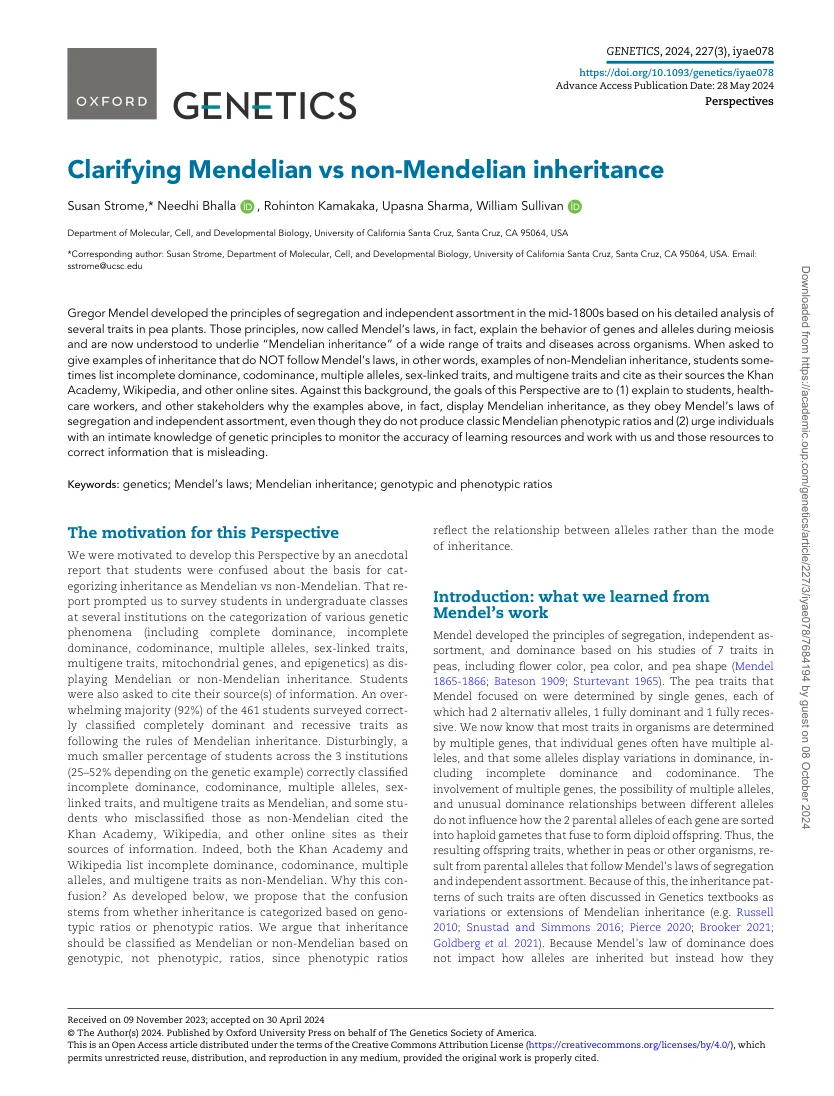 OXFORD
GENETICS
GENETICS, 2024, 227(3), iyae078
https://doi.org/10.1093/genetics/iyae078
Advance Access Publication Date: 28 May 2024
Perspectives
Clarifying Mendelian vs non-Mendelian inheritance
Susan Strome,* Needhi Bhalla iD , Rohinton Kamakaka, Upasna Sharma, William Sullivan iD
Department of Molecular, Cell, and Developmental Biology, University of California Santa Cruz, Santa Cruz, CA 95064, USA
*Corresponding author: Susan Strome, Department of Molecular, Cell, and Developmental Biology, University of California Santa Cruz, Santa Cruz, CA 95064, USA. Email:
sstrome@ucsc.edu
Gregor Mendel developed the principles of segregation and independent assortment in the mid-1800s based on his detailed analysis of
several traits in pea plants. Those principles, now called Mendel's laws, in fact, explain the behavior of genes and alleles during meiosis
and are now understood to underlie “Mendelian inheritance” of a wide range of traits and diseases across organisms. When asked to
give examples of inheritance that do NOT follow Mendel's laws, in other words, examples of non-Mendelian inheritance, students some-
times list incomplete dominance, codominance, multiple alleles, sex-linked traits, and multigene traits and cite as their sources the Khan
Academy, Wikipedia, and other online sites. Against this background, the goals of this Perspective are to (1) explain to students, health-
care workers, and other stakeholders why the examples above, in fact, display Mendelian inheritance, as they obey Mendel's laws of
segregation and independent assortment, even though they do not produce classic Mendelian phenotypic ratios and (2) urge individuals
with an intimate knowledge of genetic principles to monitor the accuracy of learning resources and work with us and those resources to
correct information that is misleading.
Keywords: genetics; Mendel's laws; Mendelian inheritance; genotypic and phenotypic ratios
The motivation for this Perspective
We were motivated to develop this Perspective by an anecdotal
report that students were confused about the basis for cat-
egorizing inheritance as Mendelian vs non-Mendelian. That re-
port prompted us to survey students in undergraduate classes
at several institutions on the categorization of various genetic
phenomena (including complete dominance, incomplete
dominance, codominance, multiple alleles, sex-linked traits,
multigene traits, mitochondrial genes, and epigenetics) as dis-
playing Mendelian or non-Mendelian inheritance. Students
were also asked to cite their source(s) of information. An over-
whelming majority (92%) of the 461 students surveyed correct-
ly classified completely dominant and recessive traits as
following the rules of Mendelian inheritance. Disturbingly, a
much smaller percentage of students across the 3 institutions
(25–52% depending on the genetic example) correctly classified
incomplete dominance, codominance, multiple alleles, sex-
linked traits, and multigene traits as Mendelian, and some stu-
dents who misclassified those as non-Mendelian cited the
Khan Academy, Wikipedia, and other online sites as their
sources of information. Indeed, both the Khan Academy and
Wikipedia list incomplete dominance, codominance, multiple
alleles, and multigene traits as non-Mendelian. Why this con-
fusion? As developed below, we propose that the confusion
stems from whether inheritance is categorized based on geno-
typic ratios or phenotypic ratios. We argue that inheritance
should be classified as Mendelian or non-Mendelian based on
genotypic, not phenotypic, ratios, since phenotypic ratios
reflect the relationship between alleles rather than the mode
of inheritance.
Introduction: what we learned from
Mendel's work
Mendel developed the principles of segregation, independent as-
sortment, and dominance based on his studies of 7 traits in
peas, including flower color, pea color, and pea shape (Mendel
1865-1866; Bateson 1909; Sturtevant 1965). The pea traits that
Mendel focused on were determined by single genes, each of
which had 2 alternativ alleles, 1 fully dominant and 1 fully reces-
sive. We now know that most traits in organisms are determined
by multiple genes, that individual genes often have multiple al-
leles, and that some alleles display variations in dominance, in-
cluding incomplete dominance and codominance. The
involvement of multiple genes, the possibility of multiple alleles,
and unusual dominance relationships between different alleles
do not influence how the 2 parental alleles of each gene are sorted
into haploid gametes that fuse to form diploid offspring. Thus, the
resulting offspring traits, whether in peas or other organisms, re-
sult from parental alleles that follow Mendel's laws of segregation
and independent assortment. Because of this, the inheritance pat-
terns of such traits are often discussed in Genetics textbooks as
variations or extensions of Mendelian inheritance (e.g. Russell
2010; Snustad and Simmons 2016; Pierce 2020; Brooker 2021;
Goldberg et al. 2021). Because Mendel's law of dominance does
not impact how alleles are inherited but instead how they
Received on 09 November 2023; accepted on 30 April 2024
© The Author(s) 2024. Published by Oxford University Press on behalf of The Genetics Society of America.
This is an Open Access article distributed under the terms of the Creative Commons Attribution License (https://creativecommons.org/licenses/by/4.0/), which
permits unrestricted reuse, distribution, and reproduction in any medium, provided the original work is properly cited.
Downloaded from https://academic.oup.com/genetics/article/227/3/iyae078/7684194 by guest on 08 October 2024